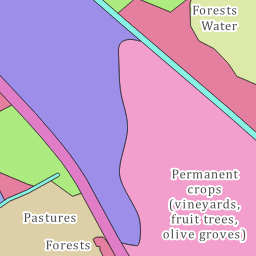 Forests
Water
Permanent
crops
(vineyards,
fruit trees,
olive groves)
Pastures
Forests